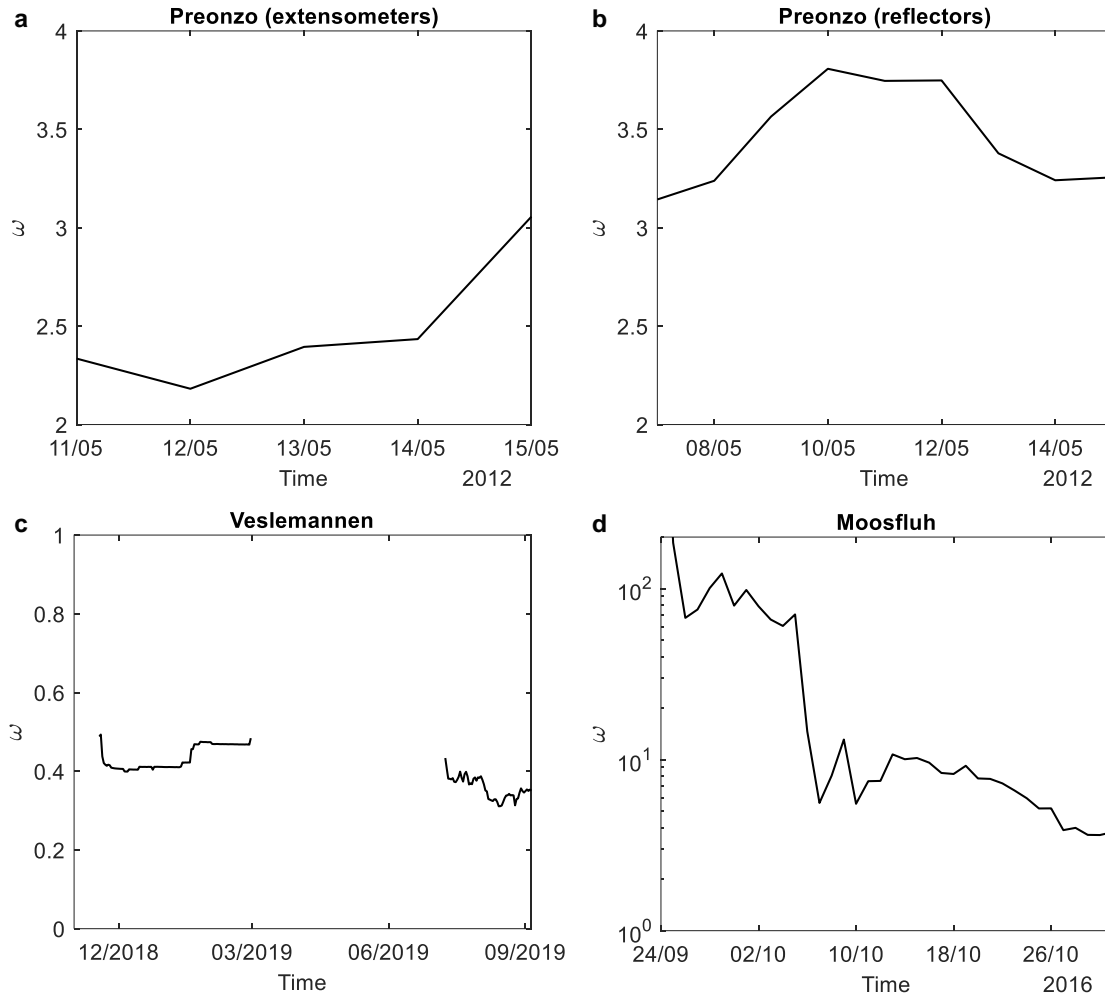 a Preonzo (extensometers)
4
3.5
3
2.5
2
ω
11/05 12/05 13/05 14/05 15/05
Time 2012
b Preonzo (reflectors)
4
3.5
3
2.5
2
ω
08/05 10/05 12/05 14/05
Time 2012
c Veslemannen
1
0.8
0.6
0.4
0.2
0
ω
12/2018 03/2019 06/2019 09/2019
Time
d Moosfluh
10²
10¹
10⁰
ω
24/09 02/10 10/10 18/10 26/10
Time 2016